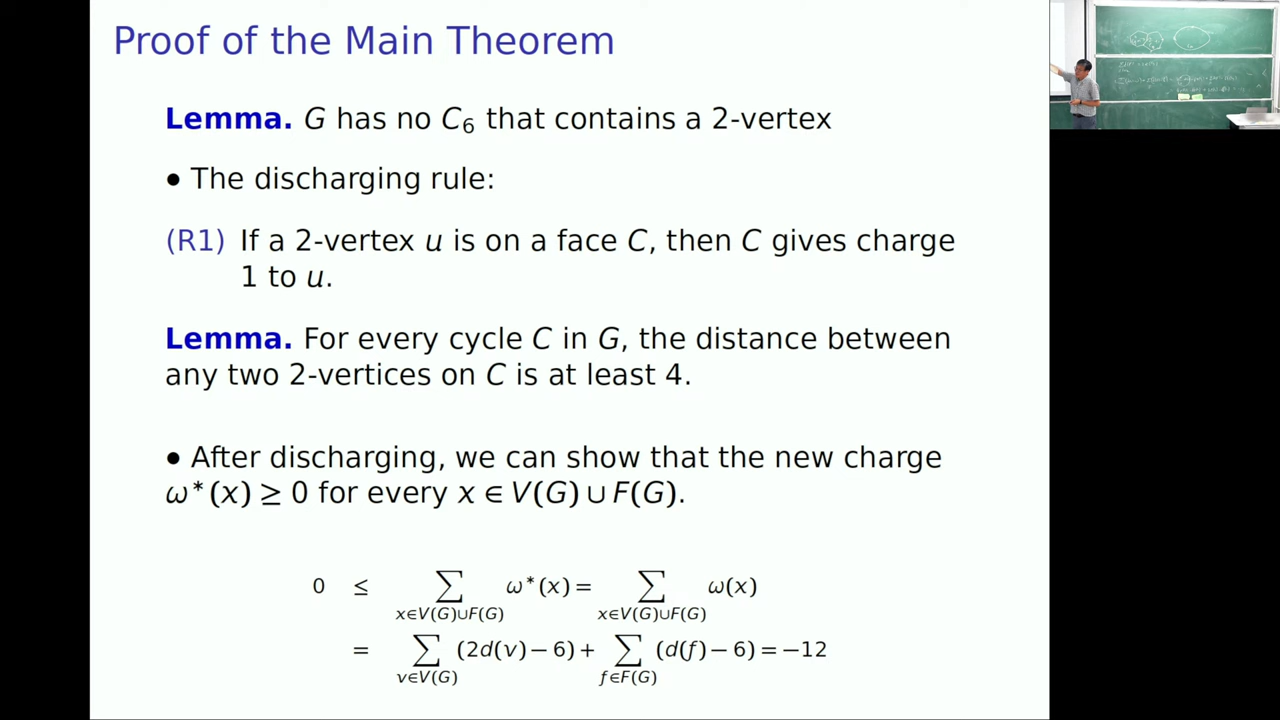 Proof of the Main Theorem
Lemma. G has no C₆ that contains a 2-vertex
• The discharging rule:
(R1) If a 2-vertex u is on a face C, then C gives charge
1 to u.
Lemma. For every cycle C in G, the distance between
any two 2-vertices on C is at least 4.
• After discharging, we can show that the new charge
ω*(x) ≥ 0 for every x ∈ V(G) ∪ F(G).
0 ≤ ∑ ω*(x) = ∑ ω(x)
x∈V(G)∪F(G) x∈V(G)∪F(G)
= ∑ (2d(v) − 6) + ∑ (d(f) − 6) = −12
v∈V(G) f∈F(G)